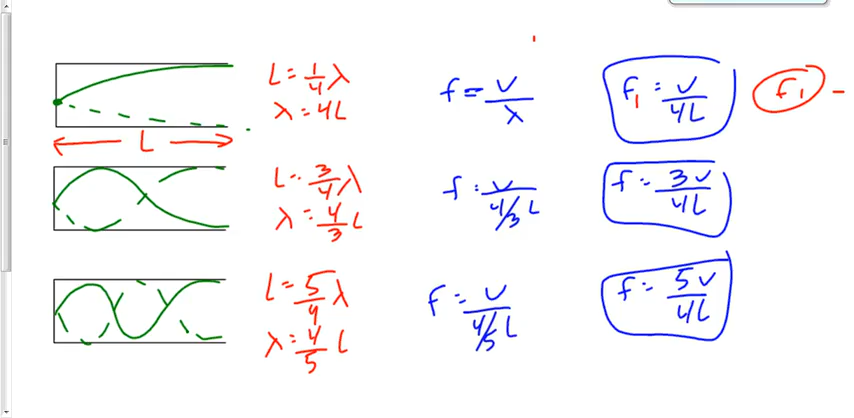 L = 1/4 λ
λ = 4L
f = v/λ
f₁ = v/4L
f₁ -
L
L = 3/4 λ
λ = 4/3 L
f = v/(4/3 L)
f = 3v/4L
L = 5/4 λ
λ = 4/5 L
f = v/(4/5 L)
f = 5v/4L